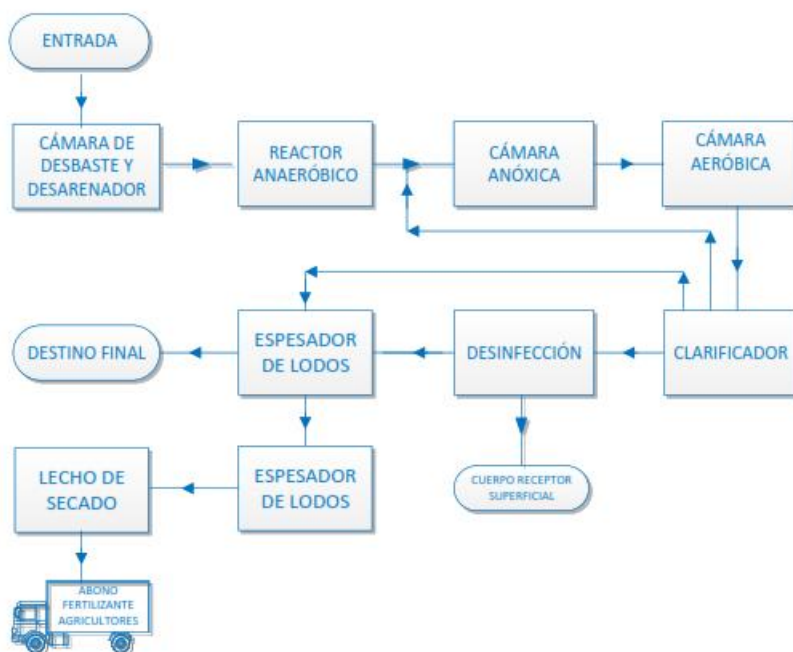 ENTRADA
CÁMARA DE
DESBASTE Y
DESARENADOR
REACTOR
ANAERÓBICO
CÁMARA
ANÓXICA
CÁMARA
AERÓBICA
DESTINO FINAL
ESPESADOR
DE LODOS
DESINFECCIÓN
CLARIFICADOR
LECHO DE
SECADO
ESPESADOR
DE LODOS
CUERPO RECEPTOR
SUPERFICIAL
ABONO
FERTILIZANTE
AGRICULTORES